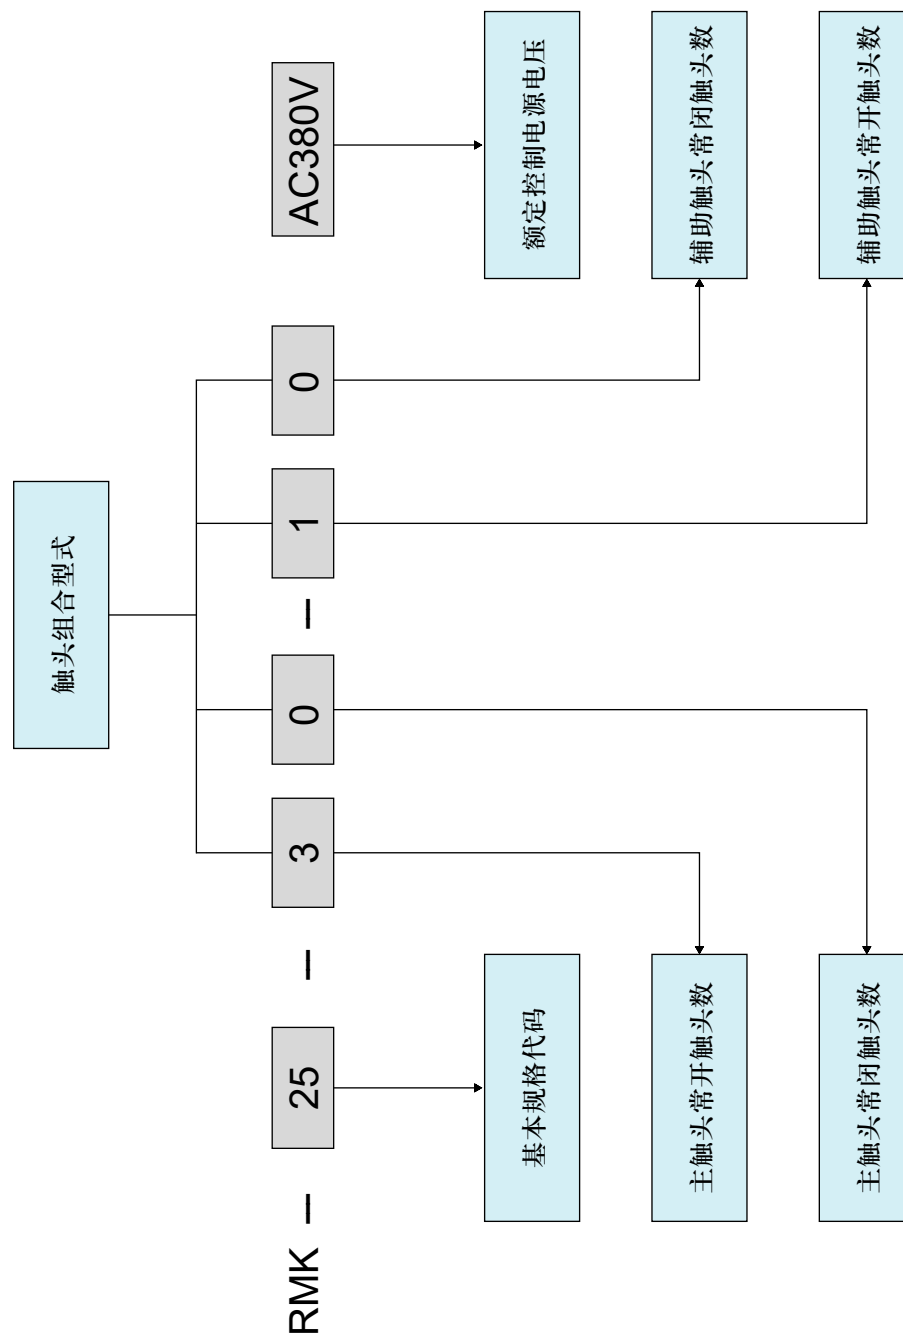 触头组合型式
RMK — 25 — 3 0 — 1 0 AC380V
基本规格代码
额定控制电源电压
主触头常开触头数
辅助触头常闭触头数
主触头常闭触头数
辅助触头常开触头数